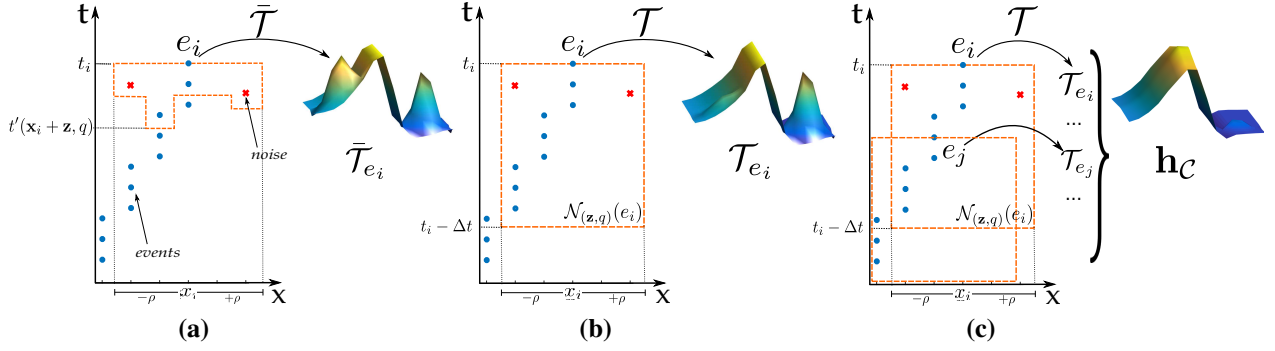 t
𝒯̄
e_i
t_i
t′(x_i + z, q)
noise
𝒯̄_{e_i}
events
−ρ
x_i
+ρ
x
(a)
t
𝒯
e_i
t_i
𝒯_{e_i}
𝒩_{(z,q)}(e_i)
t_i − Δt
−ρ
x_i
+ρ
x
(b)
t
𝒯
e_i
t_i
𝒯_{e_i}
...
e_j
𝒯_{e_j}
...
h_𝒞
𝒩_{(z,q)}(e_i)
t_i − Δt
−ρ
x_i
+ρ
x
(c)